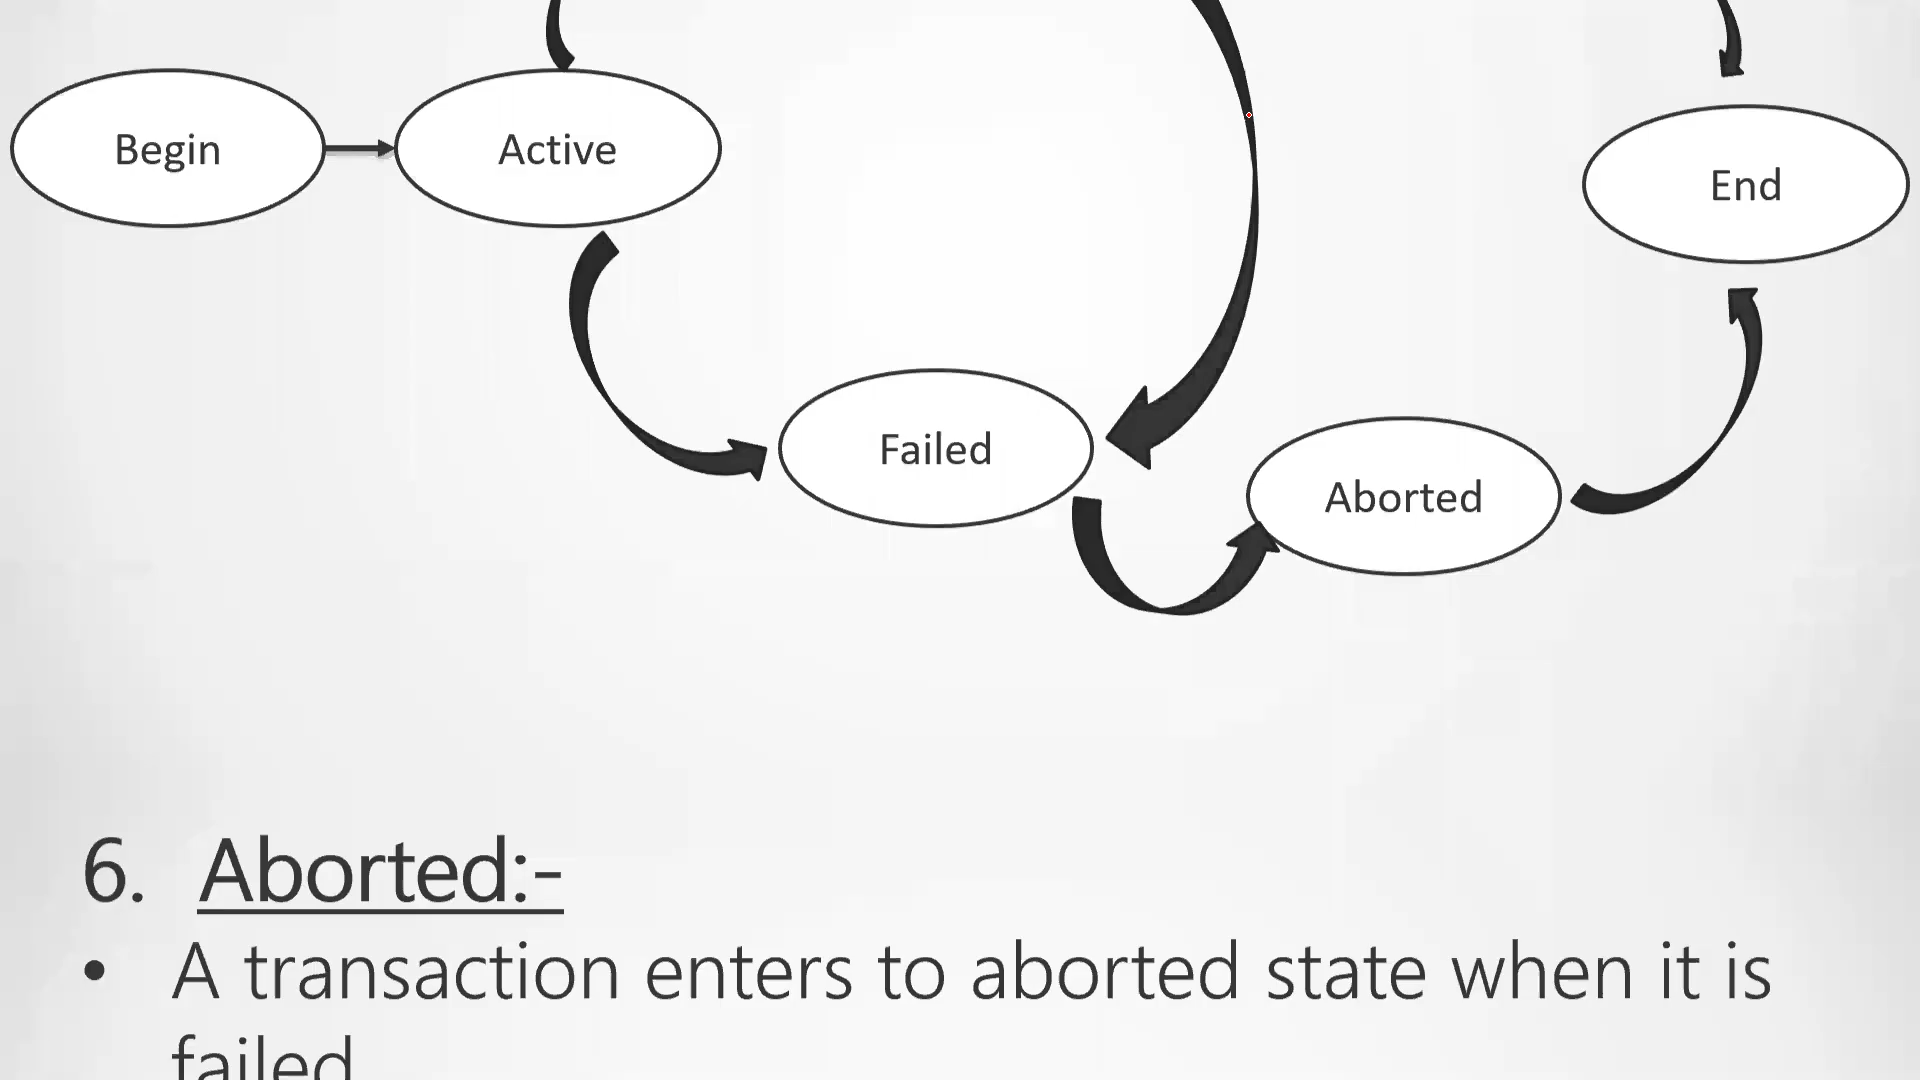 Begin
Active
End
Failed
Aborted
6. Aborted:-
• A transaction enters to aborted state when it is
failed